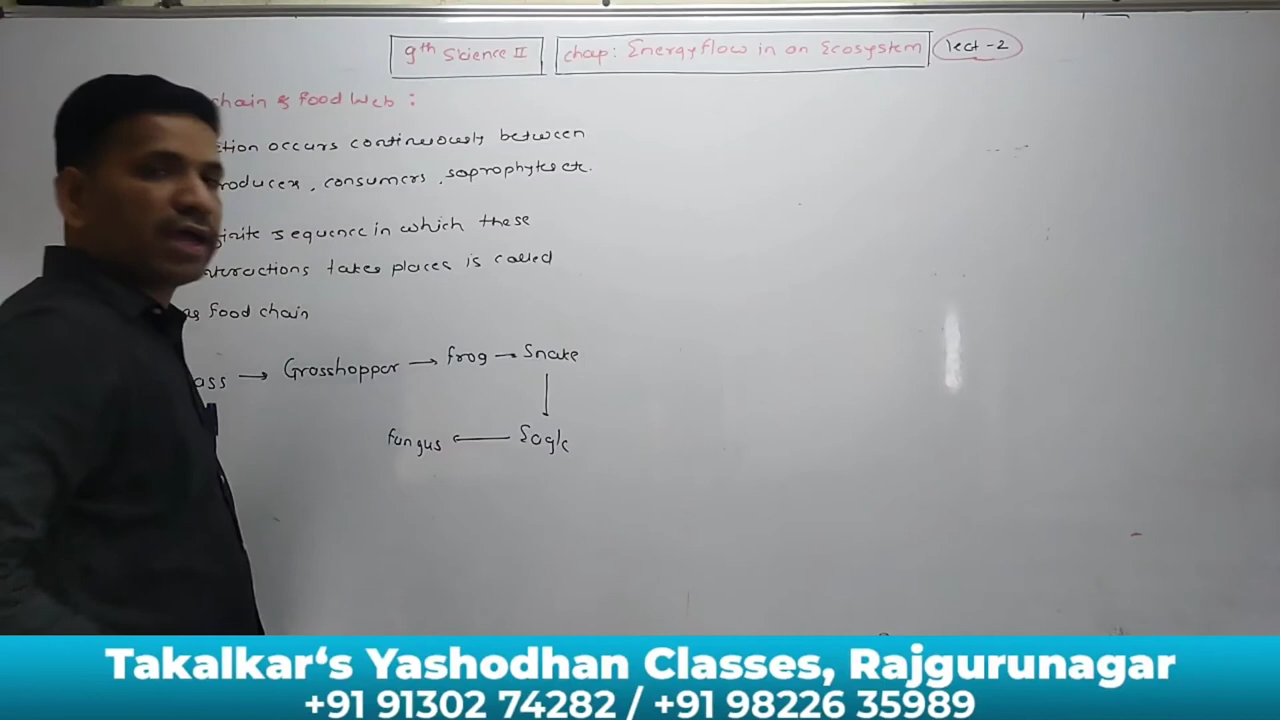 9th Science II chap: Energy flow in an Ecosystem lect-2
chain & Food Web :
ction occurs continuously between
roducers, consumers, saprophytes etc.
finite sequence in which these
nteractions takes places is called
as Food chain
ass → Grasshopper → frog → Snake
Fungus ← Eagle
Takalkar‘s Yashodhan Classes, Rajgurunagar
+91 91302 74282 / +91 98226 35989